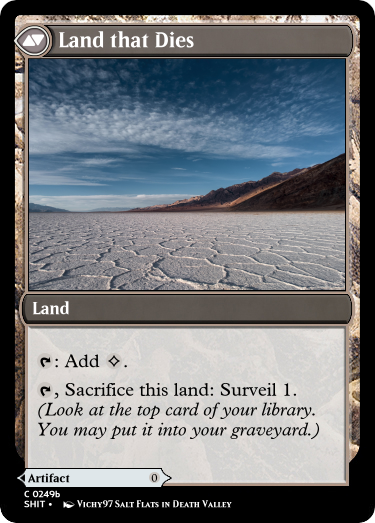 Land that Dies
Land
: Add .
, Sacrifice this land: Surveil 1.
(Look at the top card of your library.
You may put it into your graveyard.)
Artifact 0
C 0249b
SHIT • Vichy97 Salt Flats in Death Valley